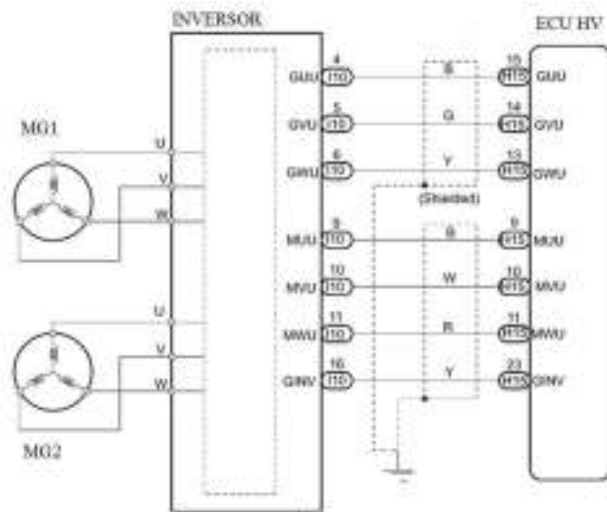 INVERSOR
ECU HV
4 15
GUU I10 B H15 GUU
MG1
5 14
U
GVU I10 G H15 GVU
V
6 13
GWU I10 Y H15 GWU
W
(Shielded)
9 9
MUU I10 B H15 MUU
10 10
MVU I10 W H15 MVU
U
11 11
MWU I10 R H15 MWU
V
16 23
GINV I10 Y H15 GINV
W
MG2